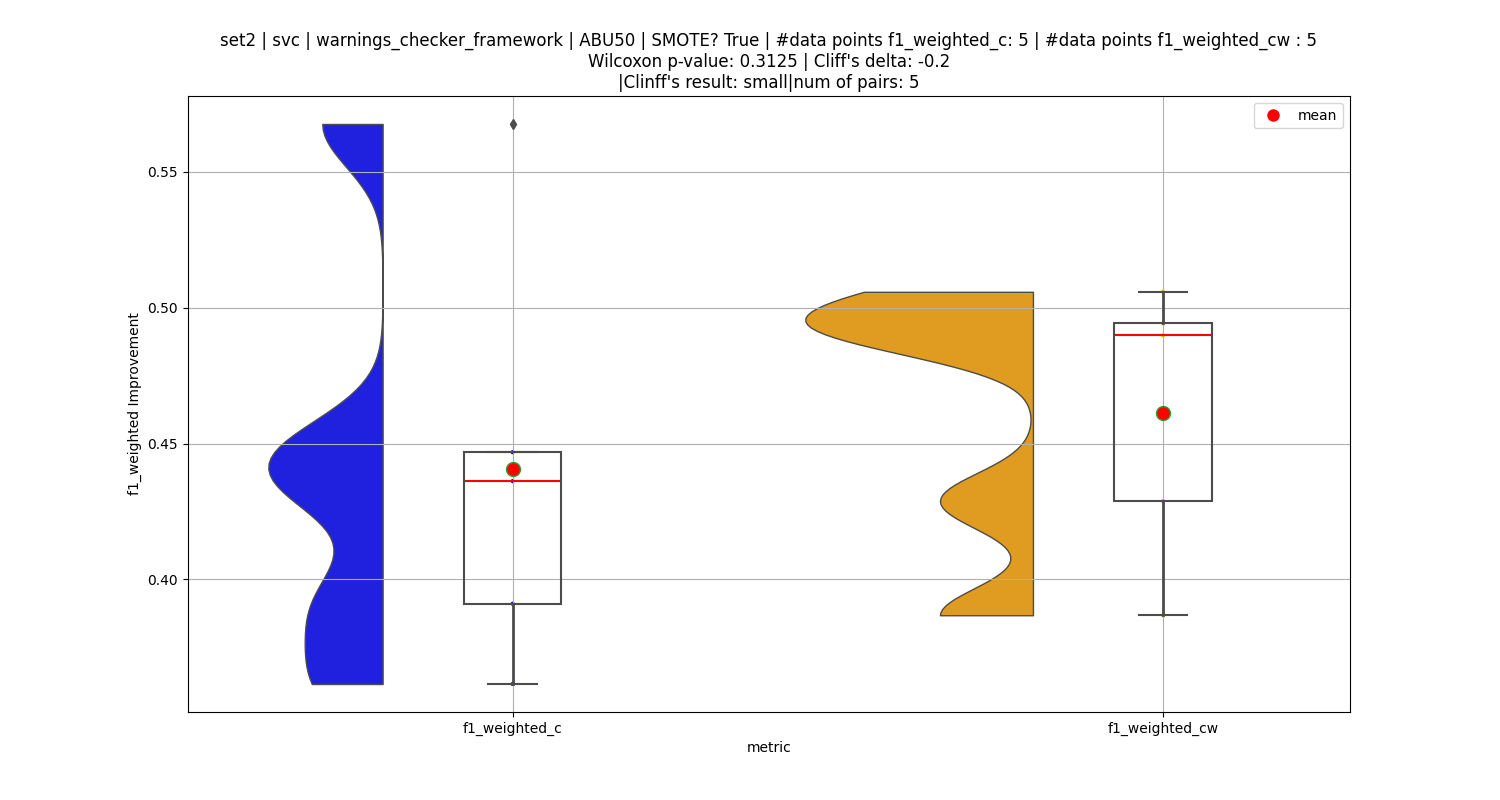 set2 | svc | warnings_checker_framework | ABU50 | SMOTE? True | #data points f1_weighted_c: 5 | #data points f1_weighted_cw : 5
Wilcoxon p-value: 0.3125 | Cliff's delta: -0.2
|Clinff's result: small|num of pairs: 5
mean
f1_weighted Improvement
0.55
0.50
0.45
0.40
f1_weighted_c
f1_weighted_cw
metric